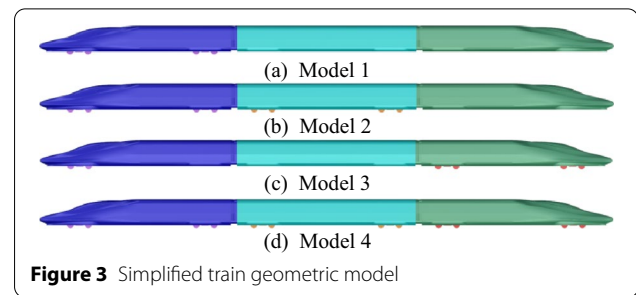 (a) Model 1
(b) Model 2
(c) Model 3
(d) Model 4
Figure 3 Simplified train geometric model